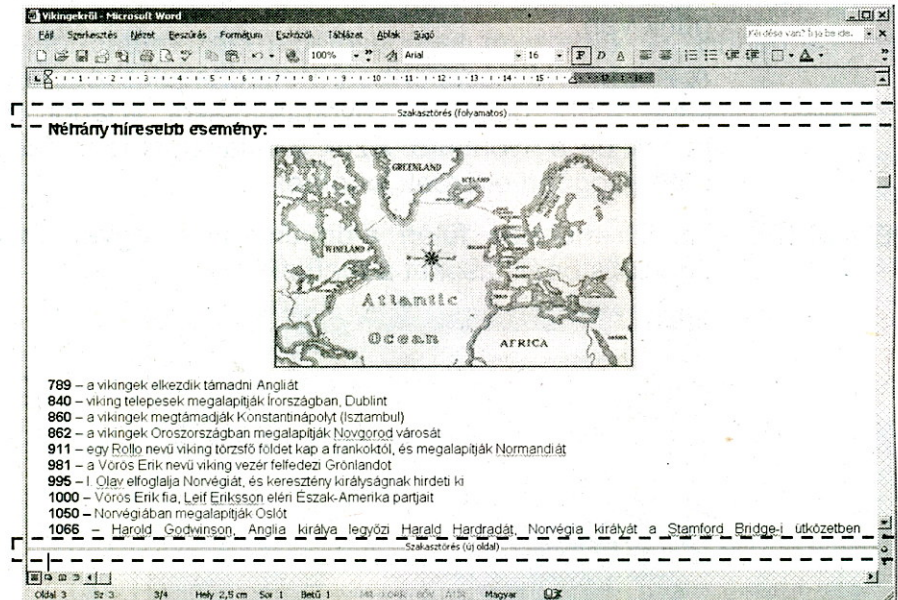 Vikingekről - Microsoft Word
Fájl Szerkesztés Nézet Beszúrás Formátum Eszközök Táblázat Ablak Súgó
100% Arial 16 F D A
Szakasztörés (folyamatos)
Néhány híresebb esemény:
GREENLAND
ICELAND
WINELAND
Atlantic
Ocean
AFRICA
789 – a vikingek elkezdik támadni Angliát
840 – viking telepesek megalapítják Írországban, Dublint
860 – a vikingek megtámadják Konstantinápolyt (Isztambul)
862 – a vikingek Oroszországban megalapítják Novgorod városát
911 – egy Rollo nevű viking törzsfő földet kap a frankoktól, és megalapítják Normandiát
981 – a Vörös Erik nevű viking vezér felfedezi Grönlandot
995 – I. Olav elfoglalja Norvégiát, és keresztény királyságnak hirdeti ki
1000 – Vörös Erik fia, Leif Eriksson eléri Észak-Amerika partjait
1050 – Norvégiában megalapítják Oslót
1066 – Harold Godwinson, Anglia királya legyőzi Harald Hardradát, Norvégia királyát a Stamford Bridge-i ütközetben
Szakasztörés (új oldal)
Oldal 3 Sz 3 3/4 Hely 2,5 cm Sor 1 Betű 1 Magyar